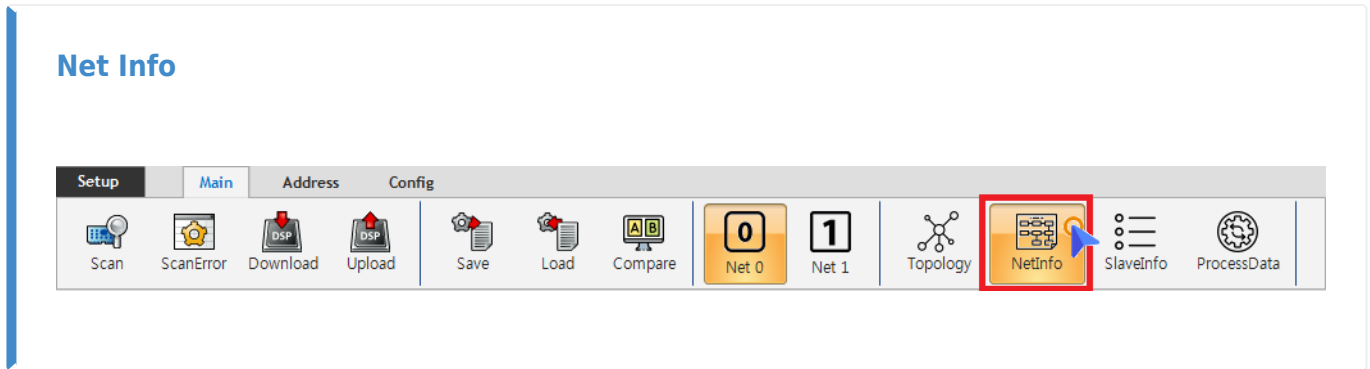 Net Info
Setup Main Address Config
DSP DSP A B 0 1
Scan ScanError Download Upload Save Load Compare Net 0 Net 1 Topology NetInfo SlaveInfo ProcessData